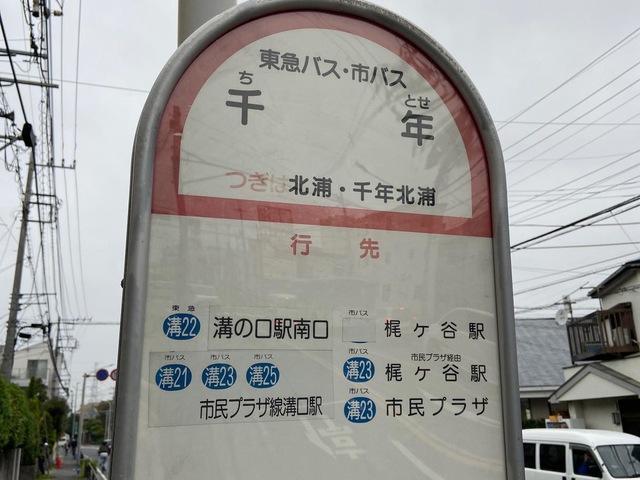 東急バス・市バス
ち とせ
千年
つぎは北浦・千年北浦
行先
東急
溝22 溝の口駅南口
市バス 市バス 市バス
溝21 溝23 溝25
市民プラザ線溝口駅
市バス
梶ヶ谷駅
市バス 市民プラザ経由
溝23 梶ヶ谷駅
市バス
溝23 市民プラザ